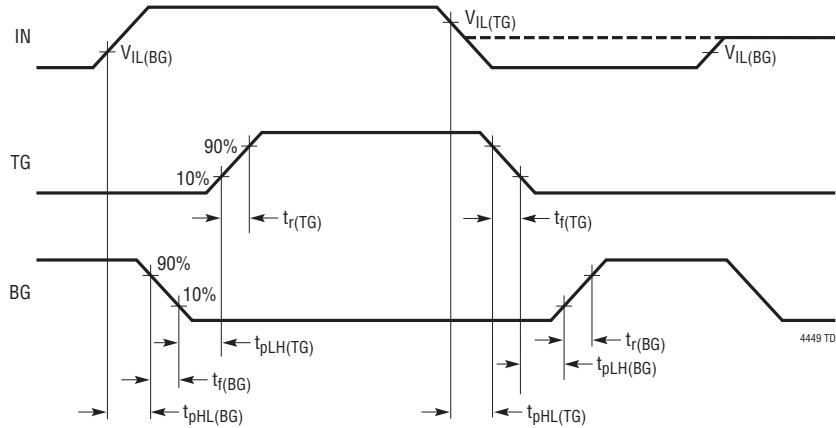 IN
V_IL(BG)
V_IL(TG)
V_IL(BG)
TG
90%
10%
t_r(TG)
t_f(TG)
BG
90%
10%
t_r(BG)
4449 TD
t_pLH(TG)
t_pLH(BG)
t_f(BG)
t_pHL(BG)
t_pHL(TG)